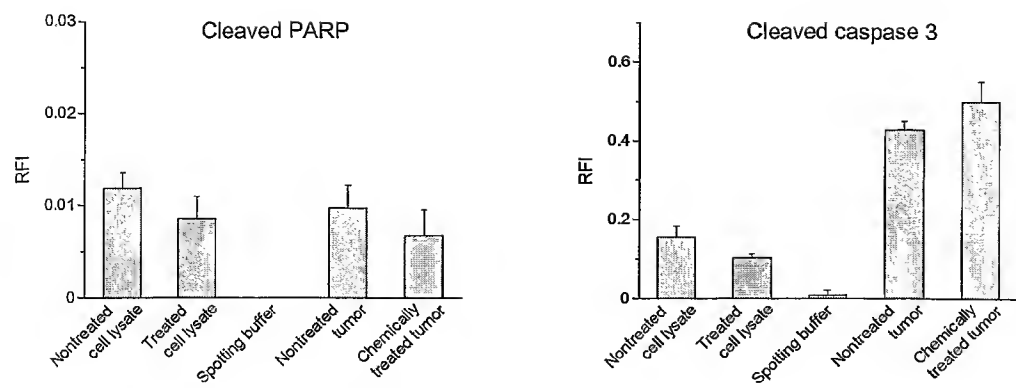 Cleaved PARP
0.03
0.02
0.01
0
RFI
Nontreated
cell lysate
Treated
cell lysate
Spotting buffer
Nontreated
tumor
Chemically
treated tumor
Cleaved caspase 3
0.6
0.4
0.2
0
RFI
Nontreated
cell lysate
Treated
cell lysate
Spotting buffer
Nontreated
tumor
Chemically
treated tumor